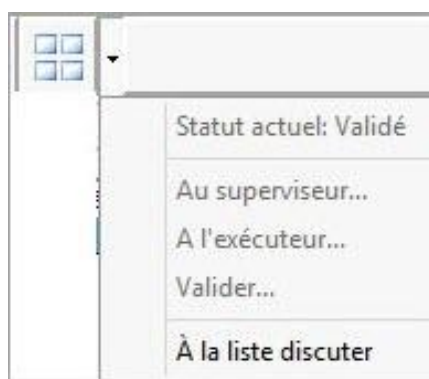 Statut actuel: Validé
Au superviseur...
A l'exécuteur...
Valider...
À la liste discuter